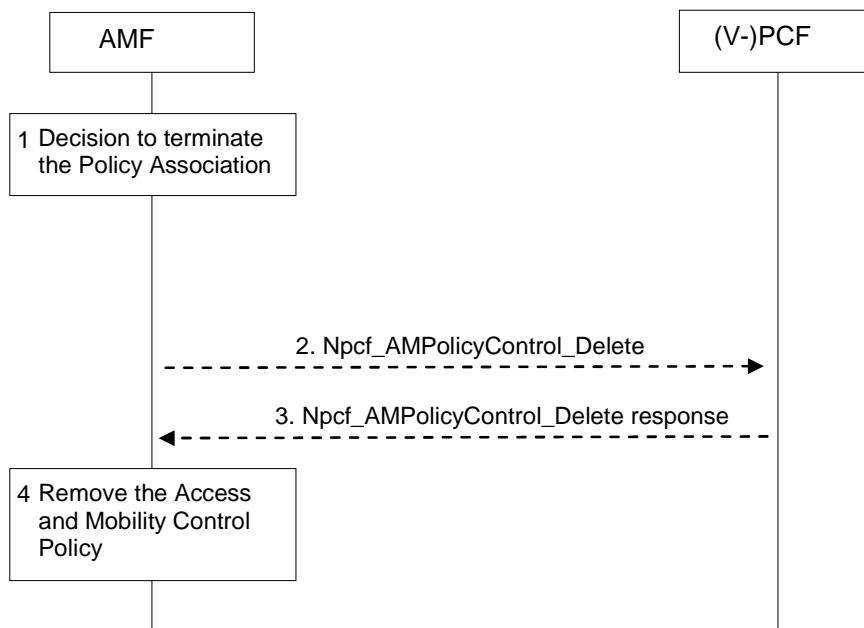 AMF
(V-)PCF
1 Decision to terminate
the Policy Association
2. Npcf_AMPolicyControl_Delete
3. Npcf_AMPolicyControl_Delete response
4 Remove the Access
and Mobility Control
Policy